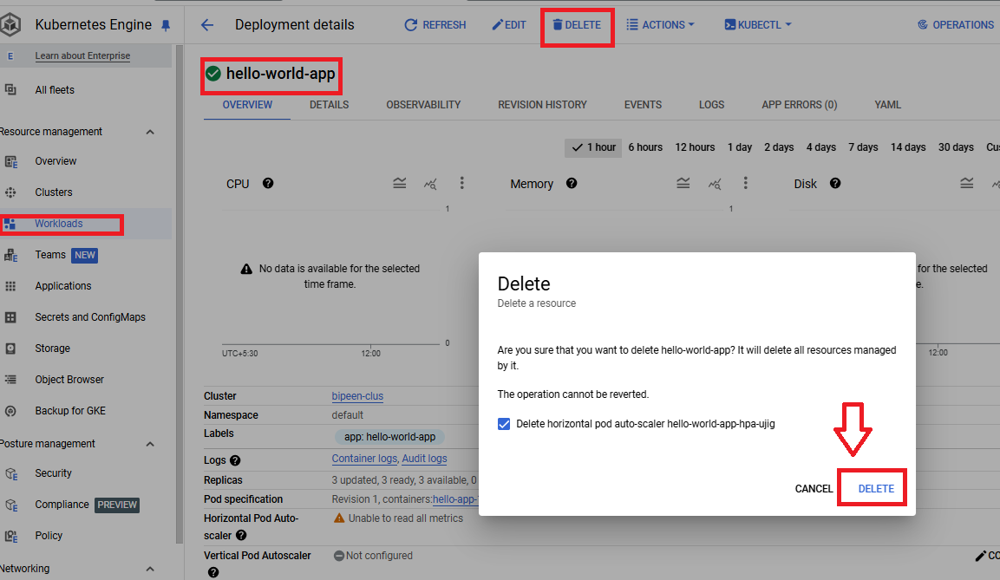 Kubernetes Engine
Deployment details
REFRESH
EDIT
DELETE
ACTIONS
KUBECTL
OPERATIONS
E
Learn about Enterprise
All fleets
Resource management
Overview
Clusters
Workloads
Teams NEW
Applications
Secrets and ConfigMaps
Storage
Object Browser
Backup for GKE
Posture management
Security
Compliance PREVIEW
Policy
Networking
hello-world-app
OVERVIEW DETAILS OBSERVABILITY REVISION HISTORY EVENTS LOGS APP ERRORS (0) YAML
1 hour 6 hours 12 hours 1 day 2 days 4 days 7 days 14 days 30 days
CPU
1
No data is available for the selected
time frame.
0
UTC+5:30 12:00
Memory
1
Disk
for the selected
12:00
Cluster bipeen-clus
Namespace default
Labels app: hello-world-app
Logs Container logs, Audit logs
Replicas 3 updated, 3 ready, 3 available, 0
Pod specification Revision 1, containers:hello-app-
Horizontal Pod Auto-
scaler
Unable to read all metrics
Vertical Pod Autoscaler Not configured
Delete
Delete a resource
Are you sure that you want to delete hello-world-app? It will delete all resources managed
by it.
The operation cannot be reverted.
Delete horizontal pod auto-scaler hello-world-app-hpa-ujig
CANCEL DELETE